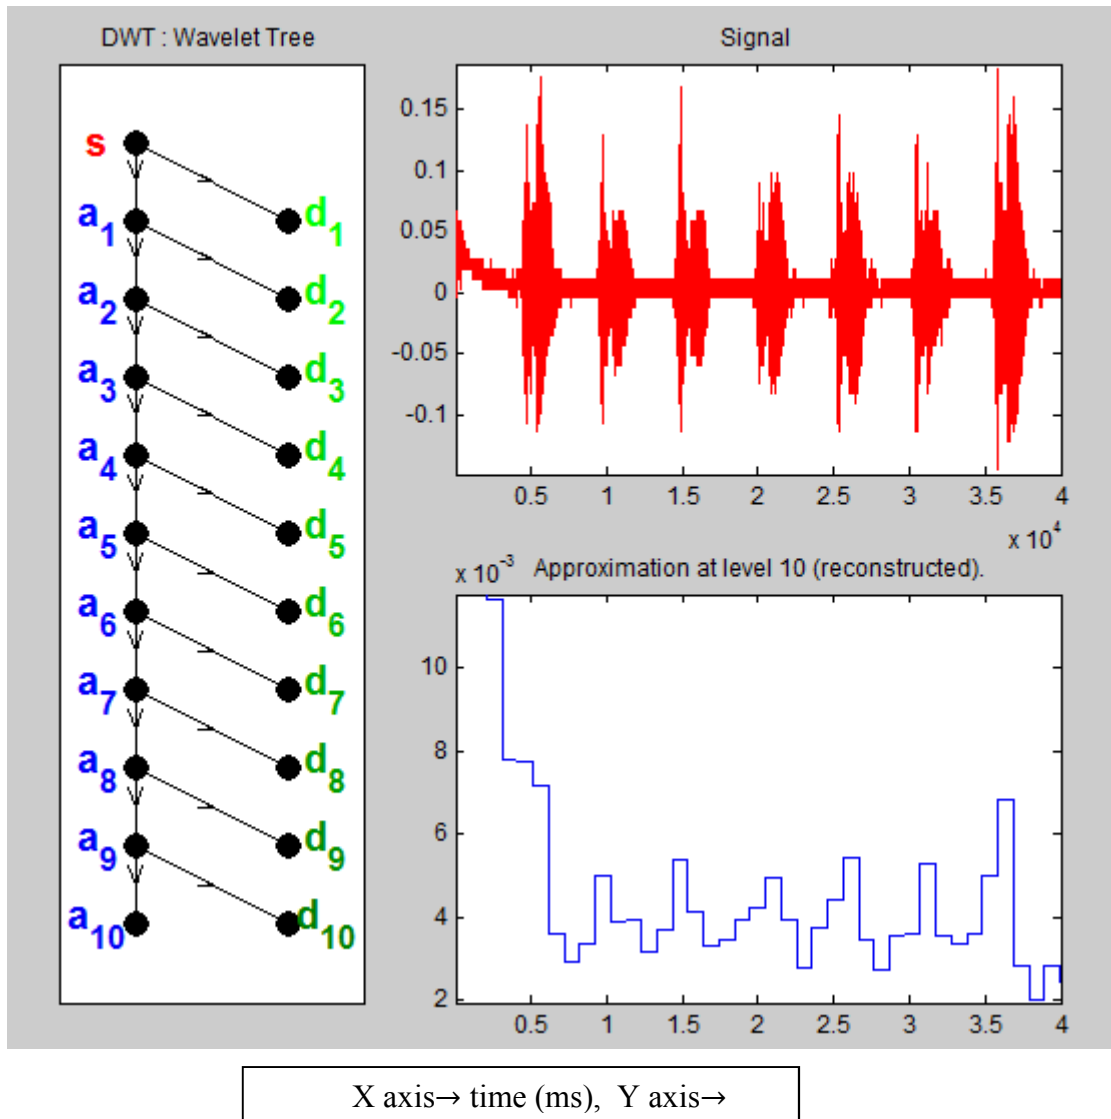 DWT : Wavelet Tree
s
a1 d1
a2 d2
a3 d3
a4 d4
a5 d5
a6 d6
a7 d7
a8 d8
a9 d9
a10 d10
Signal
0.15
0.1
0.05
0
-0.05
-0.1
0.5 1 1.5 2 2.5 3 3.5 4
x 10^4
x 10^-3 Approximation at level 10 (reconstructed).
10
8
6
4
2
0.5 1 1.5 2 2.5 3 3.5 4
X axis→ time (ms), Y axis→